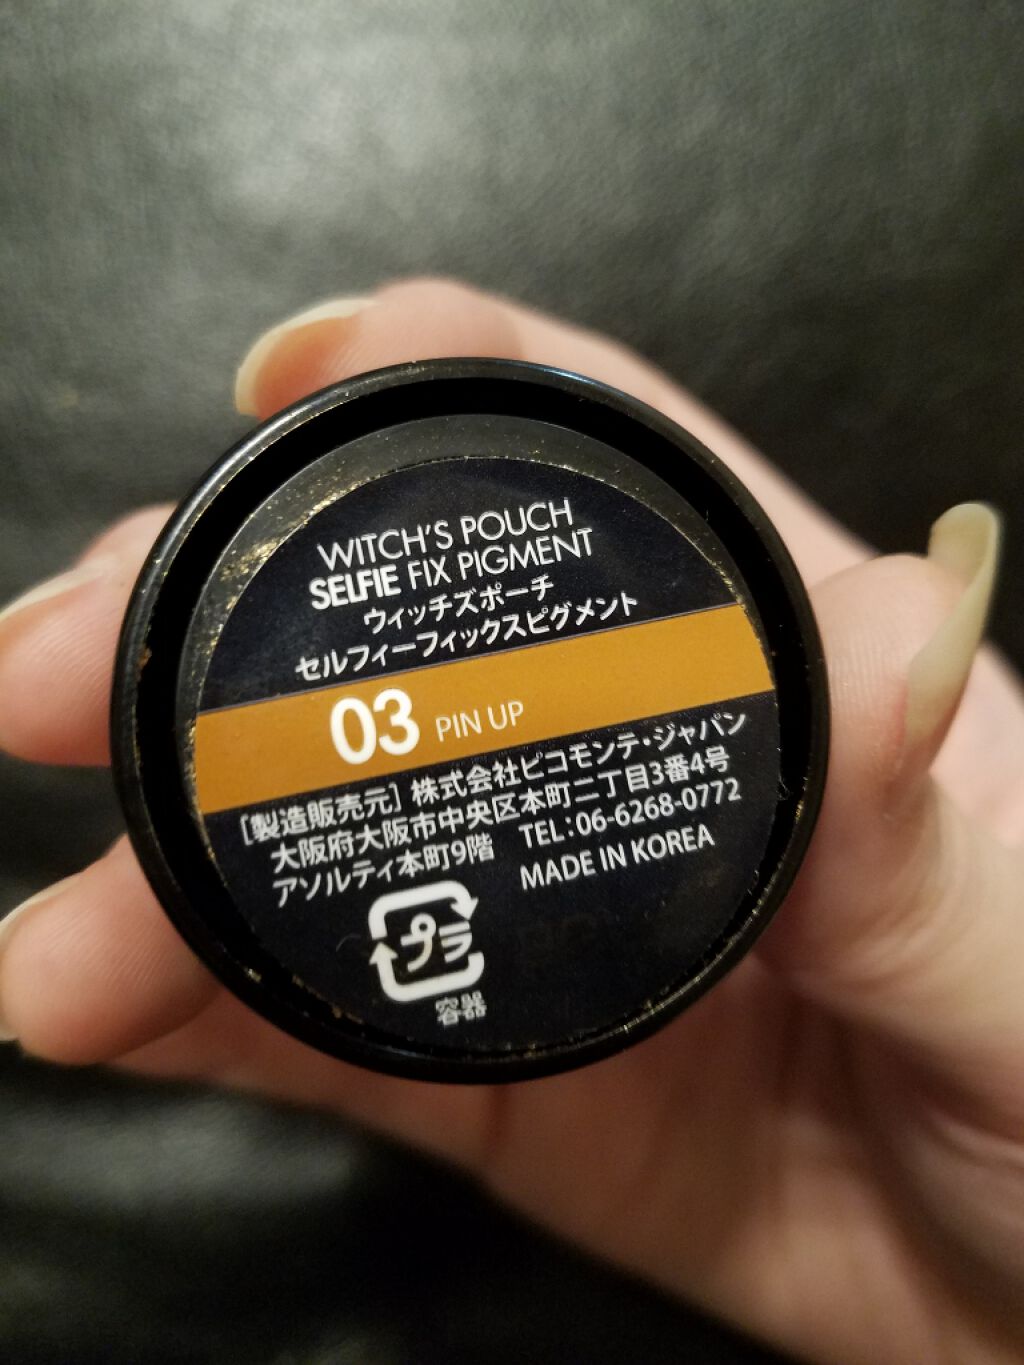 WITCH'S POUCH
SELFIE FIX PIGMENT
ウィッチズポーチ
セルフィーフィックスピグメント
03 PIN UP
[製造販売元] 株式会社ピコモンテ・ジャパン
大阪府大阪市中央区本町二丁目3番4号
アソルティ本町9階 TEL:06-6268-0772
MADE IN KOREA
プラ
容器